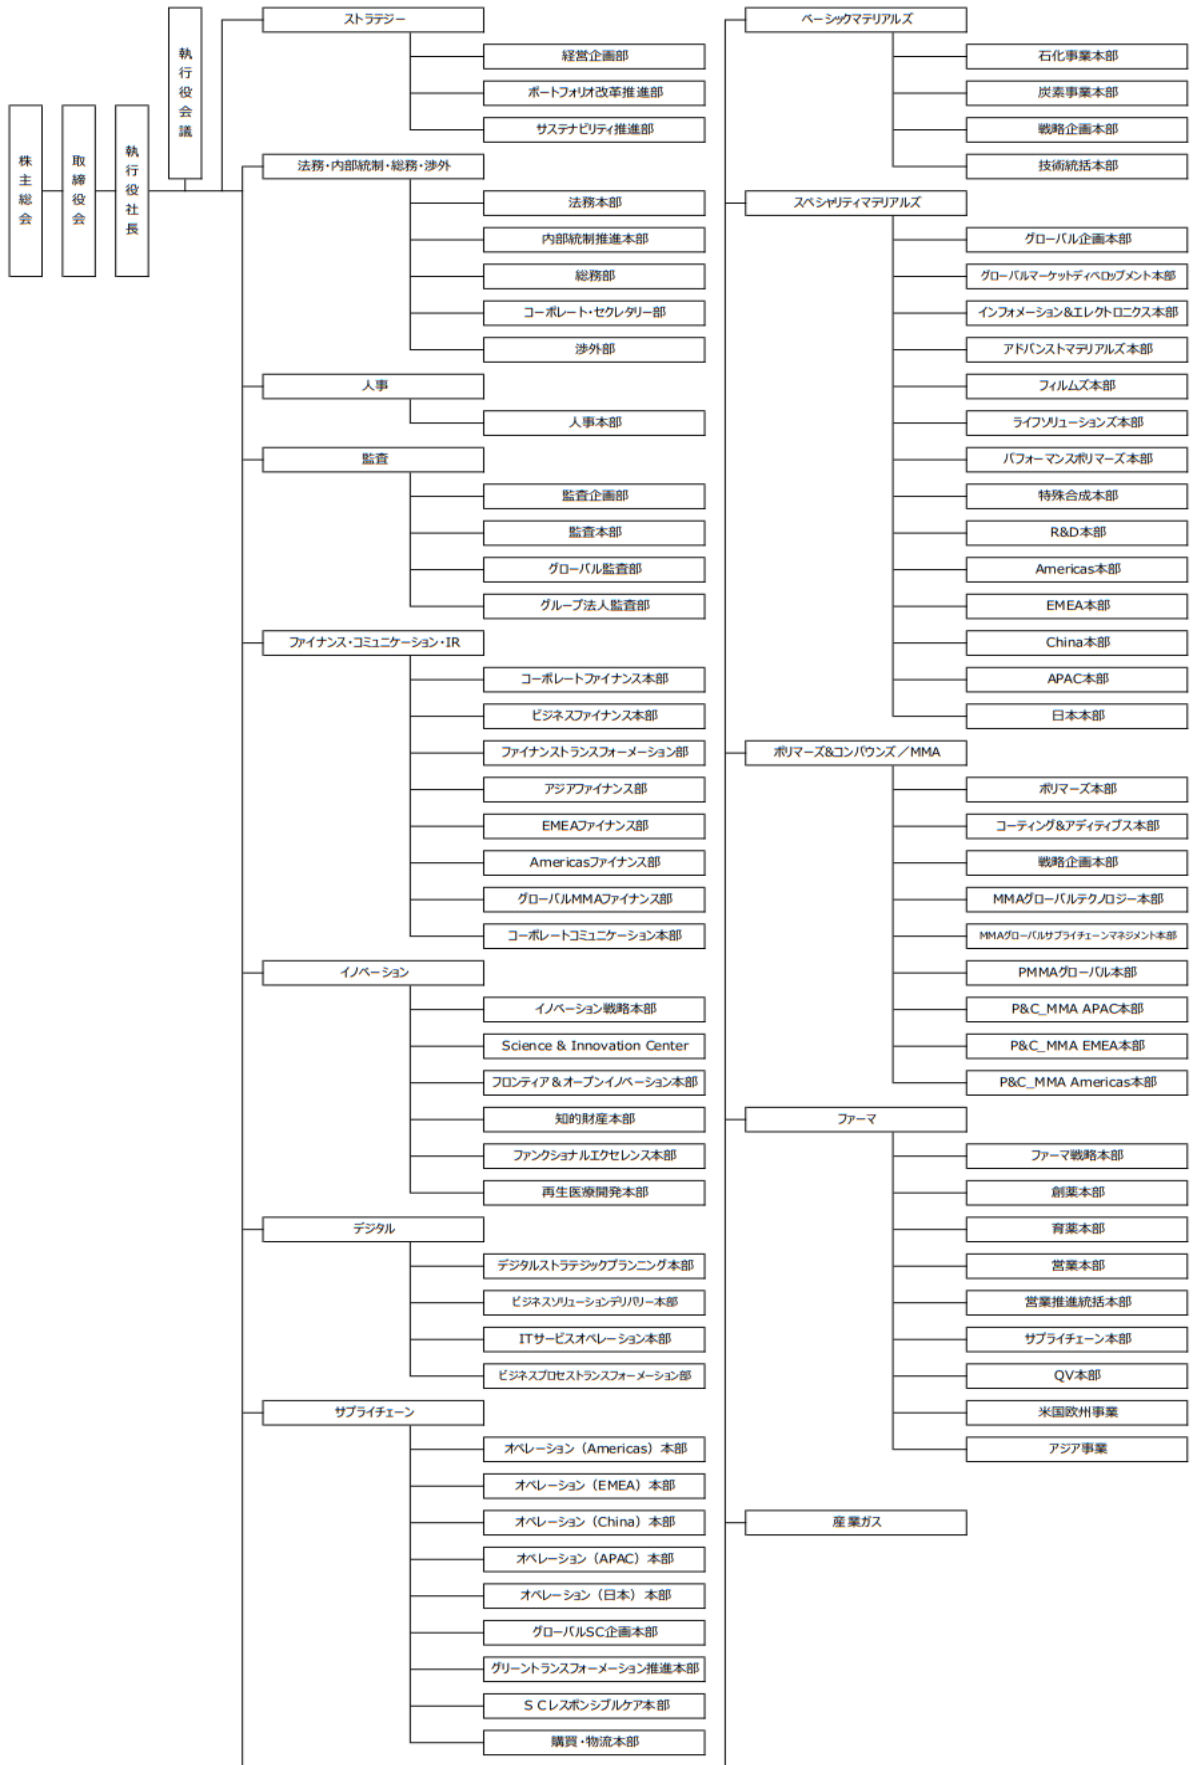 株主総会
取締役会
執行役社長
執行役会議
ストラテジー
経営企画部
ポートフォリオ改革推進部
サステナビリティ推進部
法務・内部統制・総務・渉外
法務本部
内部統制推進本部
総務部
コーポレート・セクレタリー部
渉外部
人事
人事本部
監査
監査企画部
監査本部
グローバル監査部
グループ法人監査部
ファイナンス・コミュニケーション・IR
コーポレートファイナンス本部
ビジネスファイナンス本部
ファイナンストランスフォーメーション部
アジアファイナンス部
EMEAファイナンス部
Americasファイナンス部
グローバルMMAファイナンス部
コーポレートコミュニケーション本部
イノベーション
イノベーション戦略本部
Science & Innovation Center
フロンティア&オープンイノベーション本部
知的財産本部
ファンクショナルエクセレンス本部
再生医療開発本部
デジタル
デジタルストラテジックプランニング本部
ビジネスソリューションデリバリー本部
ITサービスオペレーション本部
ビジネスプロセストランスフォーメーション部
サプライチェーン
オペレーション（Americas）本部
オペレーション（EMEA）本部
オペレーション（China）本部
オペレーション（APAC）本部
オペレーション（日本）本部
グローバルSC企画本部
グリーントランスフォーメーション推進本部
ＳＣレスポンシブルケア本部
購買・物流本部
ベーシックマテリアルズ
石化事業本部
炭素事業本部
戦略企画本部
技術統括本部
スペシャリティマテリアルズ
グローバル企画本部
グローバルマーケットディベロップメント本部
インフォメーション&エレクトロニクス本部
アドバンストマテリアルズ本部
フィルムズ本部
ライフソリューションズ本部
パフォーマンスポリマーズ本部
特殊合成本部
R&D本部
Americas本部
EMEA本部
China本部
APAC本部
日本本部
ポリマーズ&コンパウンズ／MMA
ポリマーズ本部
コーティング&アディティブス本部
戦略企画本部
MMAグローバルテクノロジー本部
MMAグローバルサプライチェーンマネジメント本部
PMMAグローバル本部
P&C_MMA APAC本部
P&C_MMA EMEA本部
P&C_MMA Americas本部
ファーマ
ファーマ戦略本部
創薬本部
育薬本部
営業本部
営業推進統括本部
サプライチェーン本部
QV本部
米国欧州事業
アジア事業
産業ガス